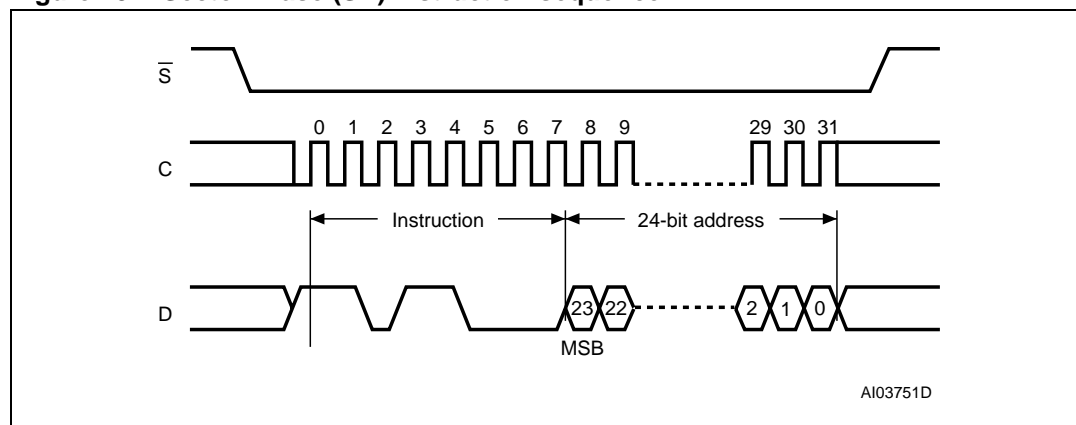 S
0 1 2 3 4 5 6 7 8 9 29 30 31
C
Instruction 24-bit address
D
23 22 2 1 0
MSB
AI03751D